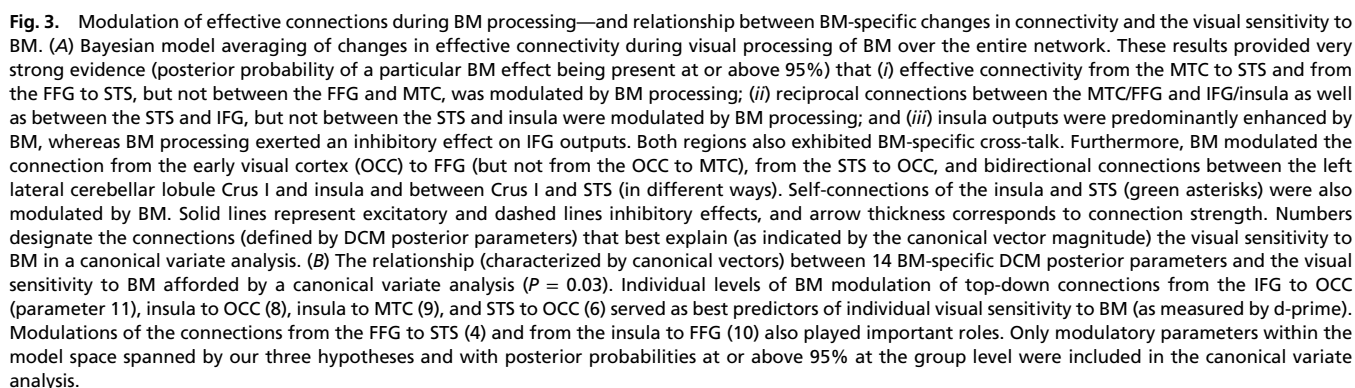 Fig. 3. Modulation of effective connections during BM processing—and relationship between BM-specific changes in connectivity and the visual sensitivity to
BM. (A) Bayesian model averaging of changes in effective connectivity during visual processing of BM over the entire network. These results provided very
strong evidence (posterior probability of a particular BM effect being present at or above 95%) that (i) effective connectivity from the MTC to STS and from
the FFG to STS, but not between the FFG and MTC, was modulated by BM processing; (ii) reciprocal connections between the MTC/FFG and IFG/insula as well
as between the STS and IFG, but not between the STS and insula were modulated by BM processing; and (iii) insula outputs were predominantly enhanced by
BM, whereas BM processing exerted an inhibitory effect on IFG outputs. Both regions also exhibited BM-specific cross-talk. Furthermore, BM modulated the
connection from the early visual cortex (OCC) to FFG (but not from the OCC to MTC), from the STS to OCC, and bidirectional connections between the left
lateral cerebellar lobule Crus I and insula and between Crus I and STS (in different ways). Self-connections of the insula and STS (green asterisks) were also
modulated by BM. Solid lines represent excitatory and dashed lines inhibitory effects, and arrow thickness corresponds to connection strength. Numbers
designate the connections (defined by DCM posterior parameters) that best explain (as indicated by the canonical vector magnitude) the visual sensitivity to
BM in a canonical variate analysis. (B) The relationship (characterized by canonical vectors) between 14 BM-specific DCM posterior parameters and the visual
sensitivity to BM afforded by a canonical variate analysis (P = 0.03). Individual levels of BM modulation of top-down connections from the IFG to OCC
(parameter 11), insula to OCC (8), insula to MTC (9), and STS to OCC (6) served as best predictors of individual visual sensitivity to BM (as measured by d-prime).
Modulations of the connections from the FFG to STS (4) and from the insula to FFG (10) also played important roles. Only modulatory parameters within the
model space spanned by our three hypotheses and with posterior probabilities at or above 95% at the group level were included in the canonical variate
analysis.